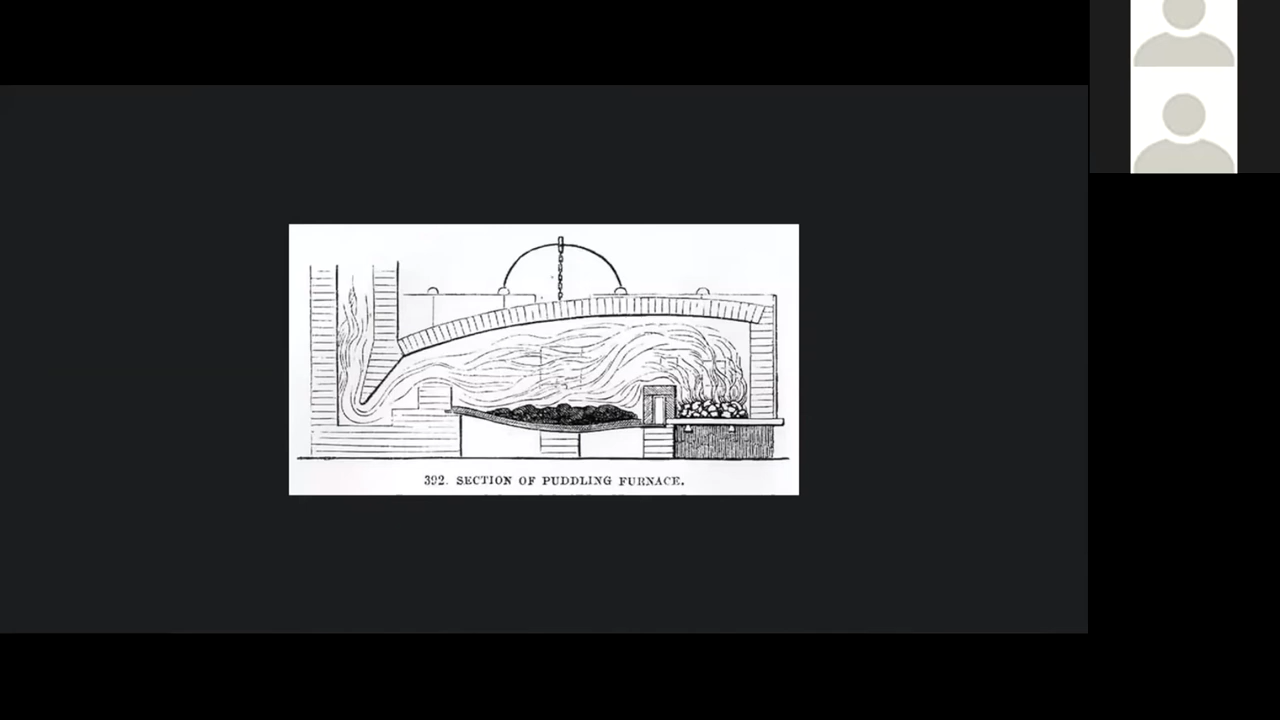 392. SECTION OF PUDDLING FURNACE.